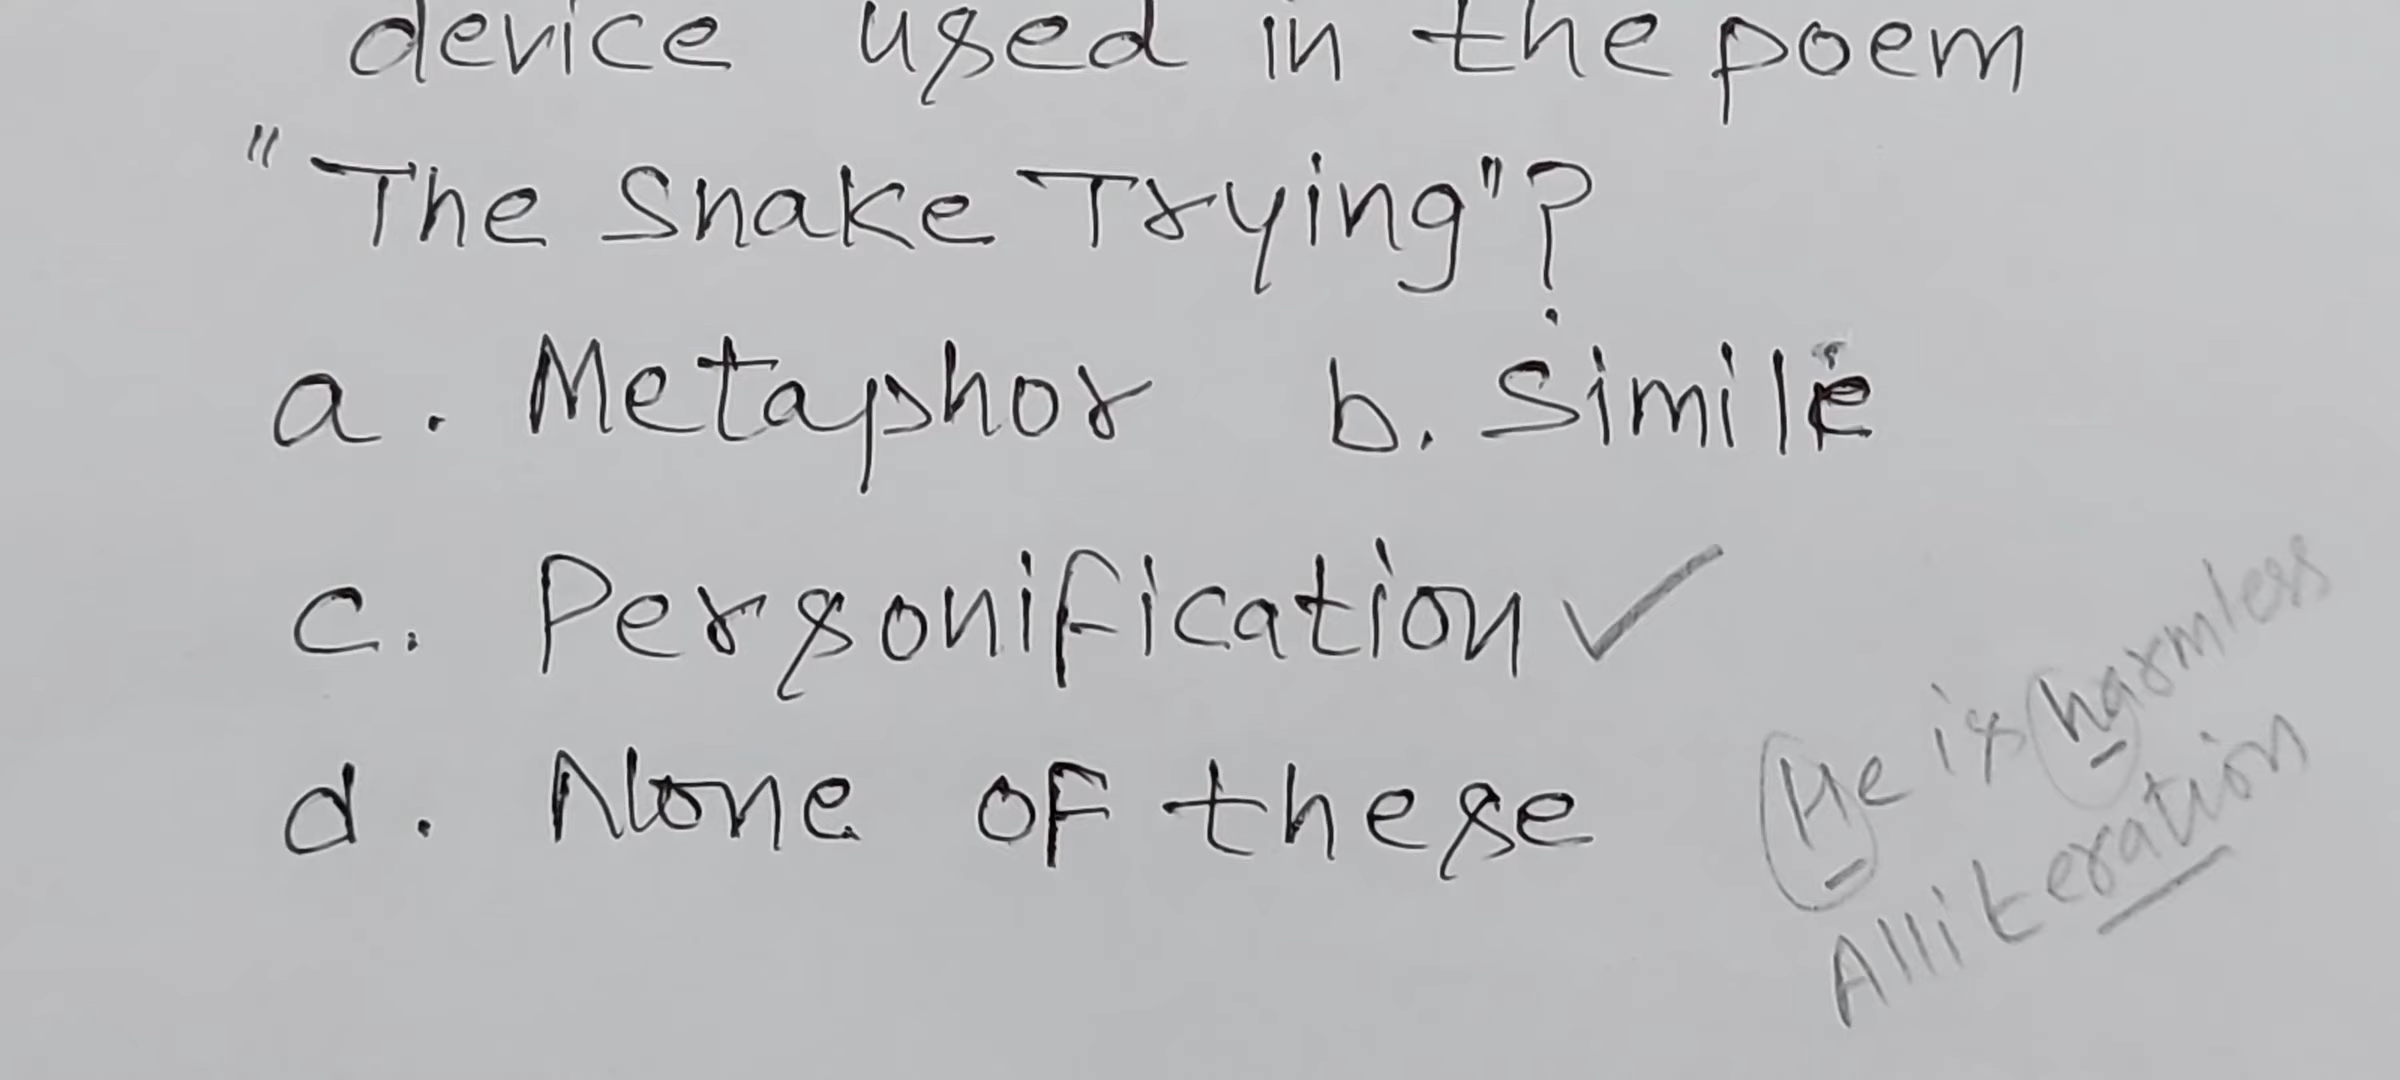 device used in the poem
"The Snake Trying"?
a. Metaphor b. Simile
c. Personification ✓
d. None of these
He is harmless
Alliteration